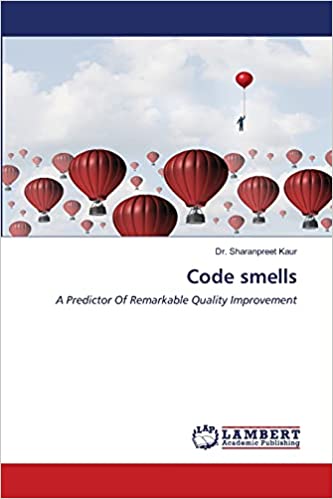 Dr. Sharanpreet Kaur
Code smells
A Predictor Of Remarkable Quality Improvement
LAP
LAMBERT
Academic Publishing